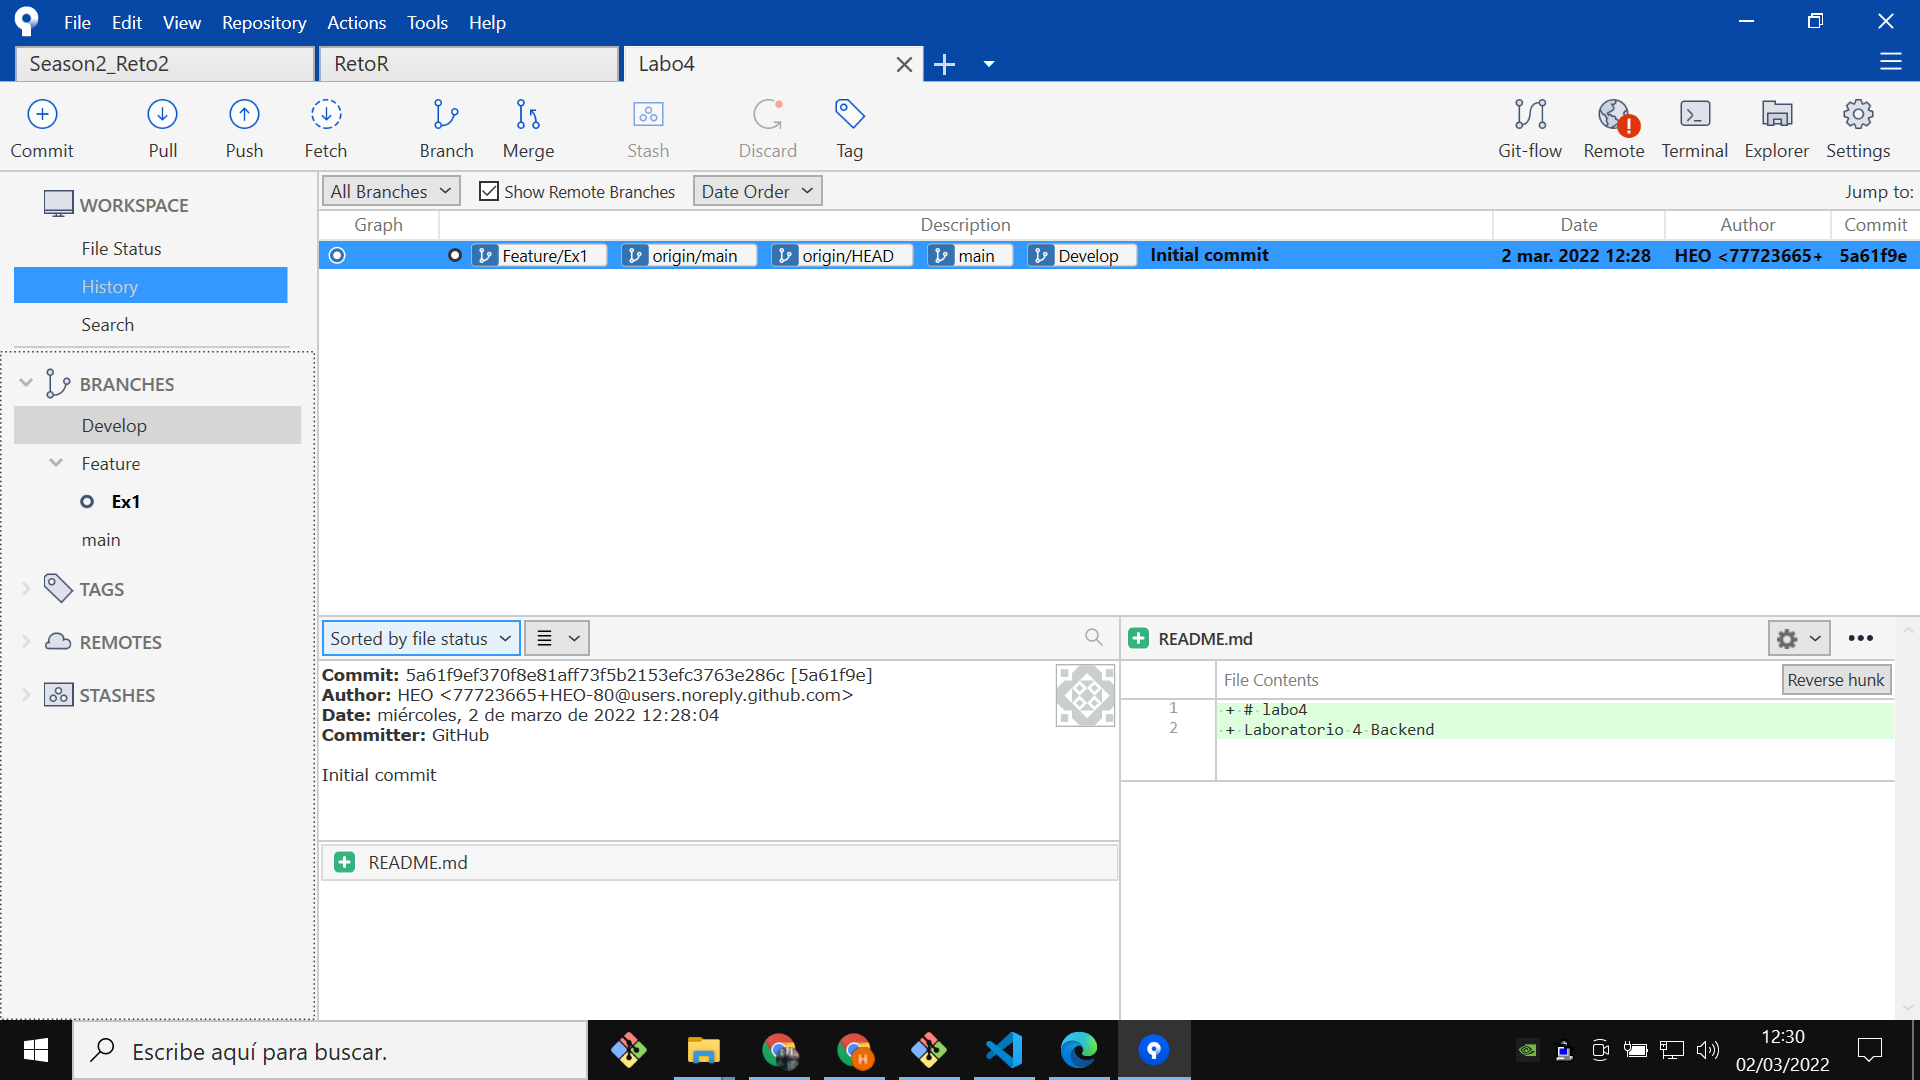 File Edit View Repository Actions Tools Help
Season2_Reto2 RetoR Labo4
Commit Pull Push Fetch Branch Merge Stash Discard Tag Git-flow Remote Terminal Explorer Settings
WORKSPACE
File Status
History
Search
BRANCHES
Develop
Feature
Ex1
main
TAGS
REMOTES
STASHES
All Branches Show Remote Branches Date Order Jump to:
Graph Description Date Author Commit
Feature/Ex1 origin/main origin/HEAD main Develop Initial commit 2 mar. 2022 12:28 HEO <77723665+ 5a61f9e
Sorted by file status
Commit: 5a61f9ef370f8e81aff73f5b2153efc3763e286c [5a61f9e]
Author: HEO <77723665+HEO-80@users.noreply.github.com>
Date: miércoles, 2 de marzo de 2022 12:28:04
Committer: GitHub
Initial commit
README.md
README.md
File Contents Reverse hunk
1 + # labo4
2 + Laboratorio 4 Backend
Escribe aquí para buscar.
H
12:30
02/03/2022